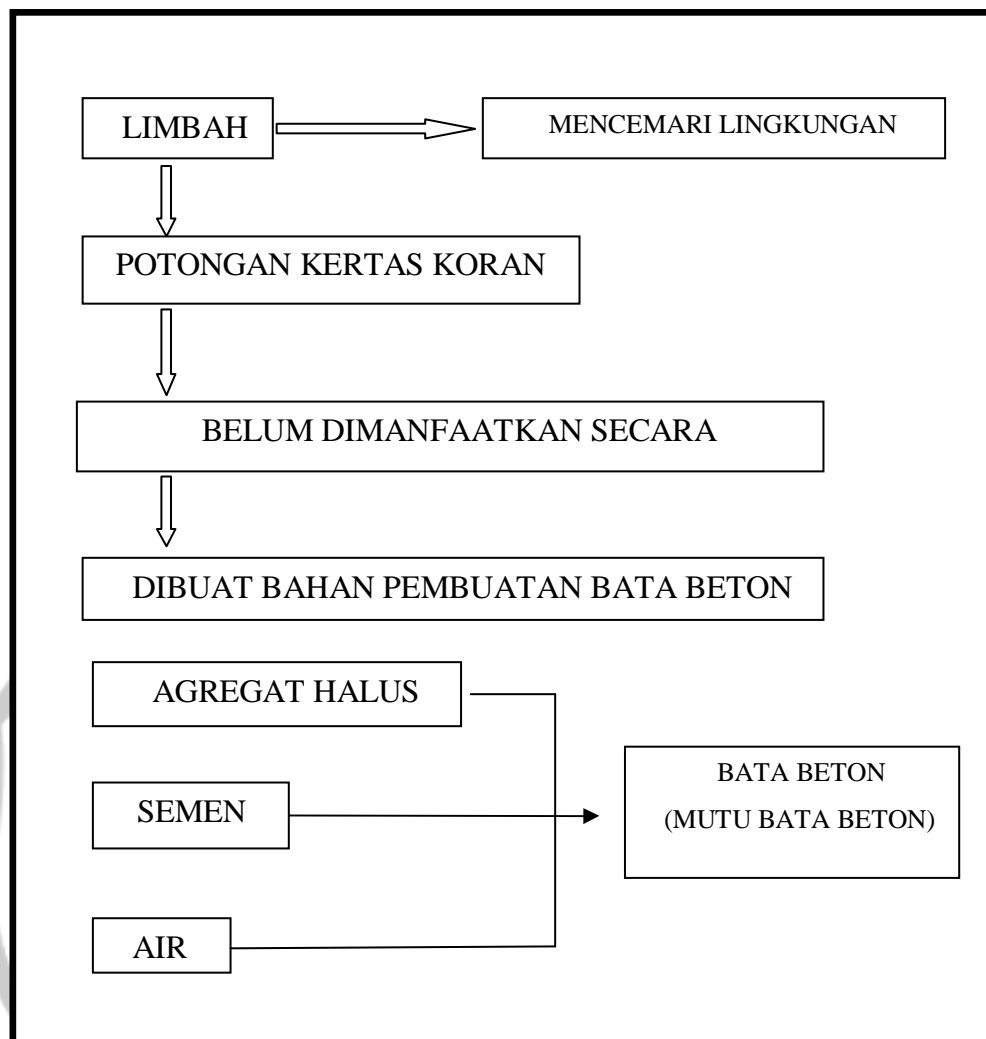 LIMBAH
MENCEMARI LINGKUNGAN
POTONGAN KERTAS KORAN
BELUM DIMANFAATKAN SECARA
DIBUAT BAHAN PEMBUATAN BATA BETON
AGREGAT HALUS
SEMEN
AIR
BATA BETON
(MUTU BATA BETON)